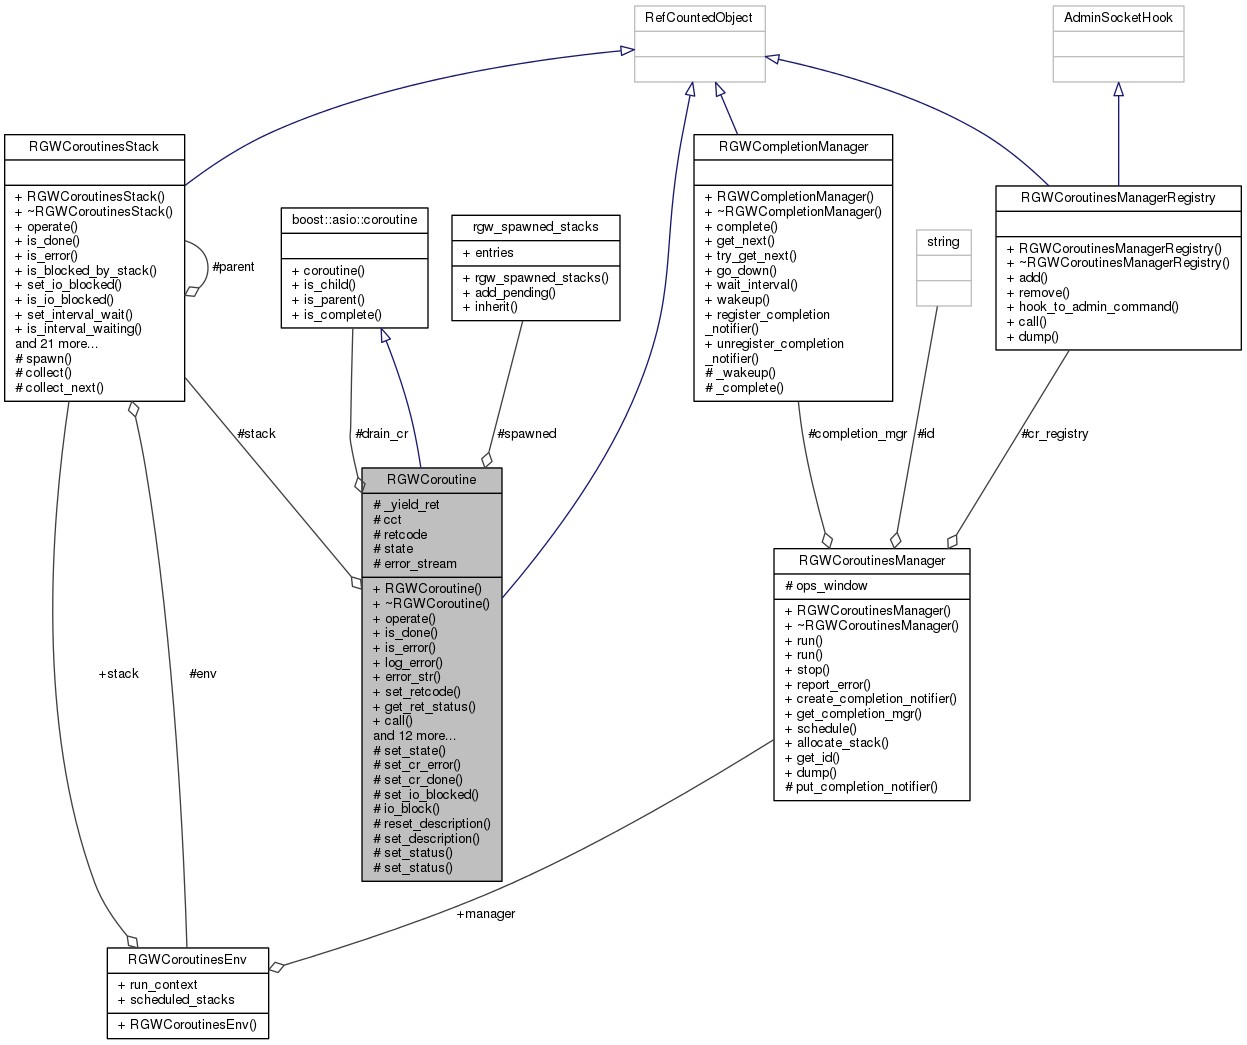 RefCountedObject
AdminSocketHook
RGWCoroutinesStack
+ RGWCoroutinesStack()
+ ~RGWCoroutinesStack()
+ operate()
+ is_done()
+ is_error()
+ is_blocked_by_stack()
+ set_io_blocked()
+ is_io_blocked()
+ set_interval_wait()
+ is_interval_waiting()
and 21 more...
# spawn()
# collect()
# collect_next()
#parent
boost::asio::coroutine
+ coroutine()
+ is_child()
+ is_parent()
+ is_complete()
rgw_spawned_stacks
+ entries
+ rgw_spawned_stacks()
+ add_pending()
+ inherit()
RGWCompletionManager
+ RGWCompletionManager()
+ ~RGWCompletionManager()
+ complete()
+ get_next()
+ try_get_next()
+ go_down()
+ wait_interval()
+ wakeup()
+ register_completion
_notifier()
+ unregister_completion
_notifier()
# _wakeup()
# _complete()
string
RGWCoroutinesManagerRegistry
+ RGWCoroutinesManagerRegistry()
+ ~RGWCoroutinesManagerRegistry()
+ add()
+ remove()
+ hook_to_admin_command()
+ call()
+ dump()
#stack
#drain_cr
#spawned
#completion_mgr
#id
#cr_registry
RGWCoroutine
# _yield_ret
# cct
# retcode
# state
# error_stream
+ RGWCoroutine()
+ ~RGWCoroutine()
+ operate()
+ is_done()
+ is_error()
+ log_error()
+ error_str()
+ set_retcode()
+ get_ret_status()
+ call()
and 12 more...
# set_state()
# set_cr_error()
# set_cr_done()
# set_io_blocked()
# io_block()
# reset_description()
# set_description()
# set_status()
# set_status()
RGWCoroutinesManager
# ops_window
+ RGWCoroutinesManager()
+ ~RGWCoroutinesManager()
+ run()
+ run()
+ stop()
+ report_error()
+ create_completion_notifier()
+ get_completion_mgr()
+ schedule()
+ allocate_stack()
+ get_id()
+ dump()
# put_completion_notifier()
+stack
#env
+manager
RGWCoroutinesEnv
+ run_context
+ scheduled_stacks
+ RGWCoroutinesEnv()